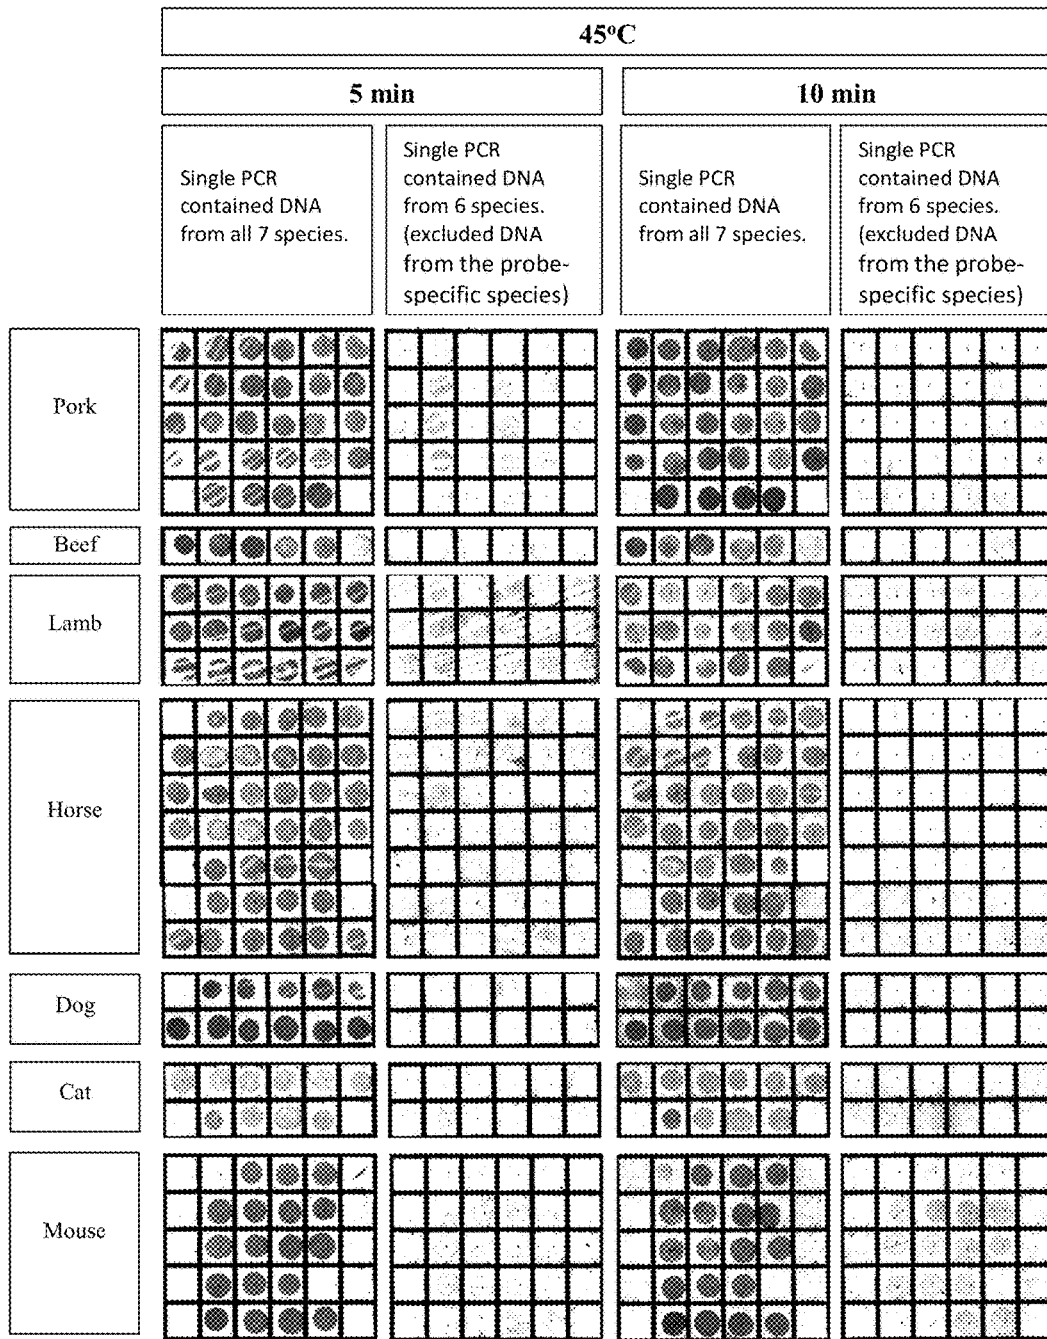 45°C
5 min
10 min
Single PCR
contained DNA
from all 7 species.
Single PCR
contained DNA
from 6 species.
(excluded DNA
from the probe-
specific species)
Single PCR
contained DNA
from all 7 species.
Single PCR
contained DNA
from 6 species.
(excluded DNA
from the probe-
specific species)
Pork
Beef
Lamb
Horse
Dog
Cat
Mouse